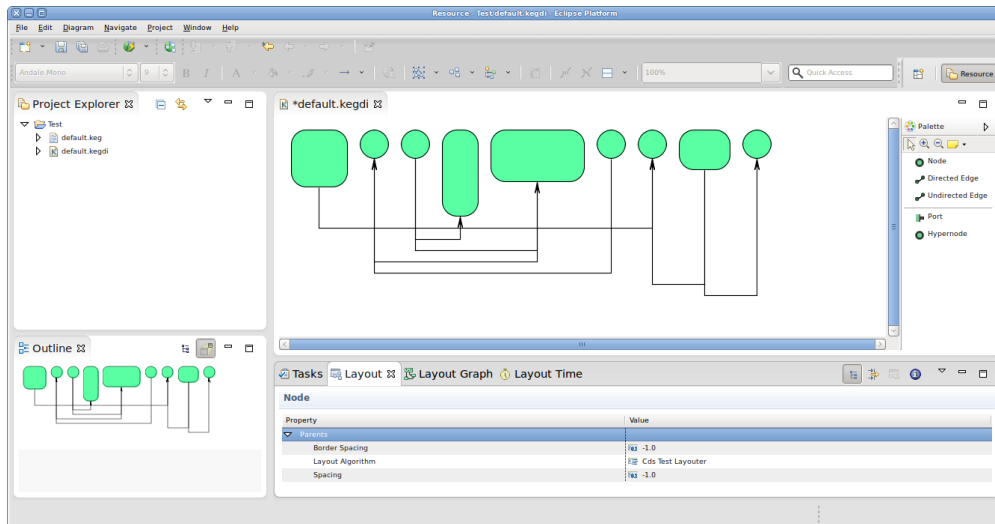 Resource - Test/default.kegdi - Eclipse Platform
File Edit Diagram Navigate Project Window Help
Andale Mono 9 B I A 100% Quick Access Resource
Project Explorer
Test
default.keg
default.kegdi
*default.kegdi
Palette
Node
Directed Edge
Undirected Edge
Port
Hypernode
Outline
Tasks Layout Layout Graph Layout Time
Node
Property Value
Parents
Border Spacing -1.0
Layout Algorithm Cds Test Layouter
Spacing -1.0